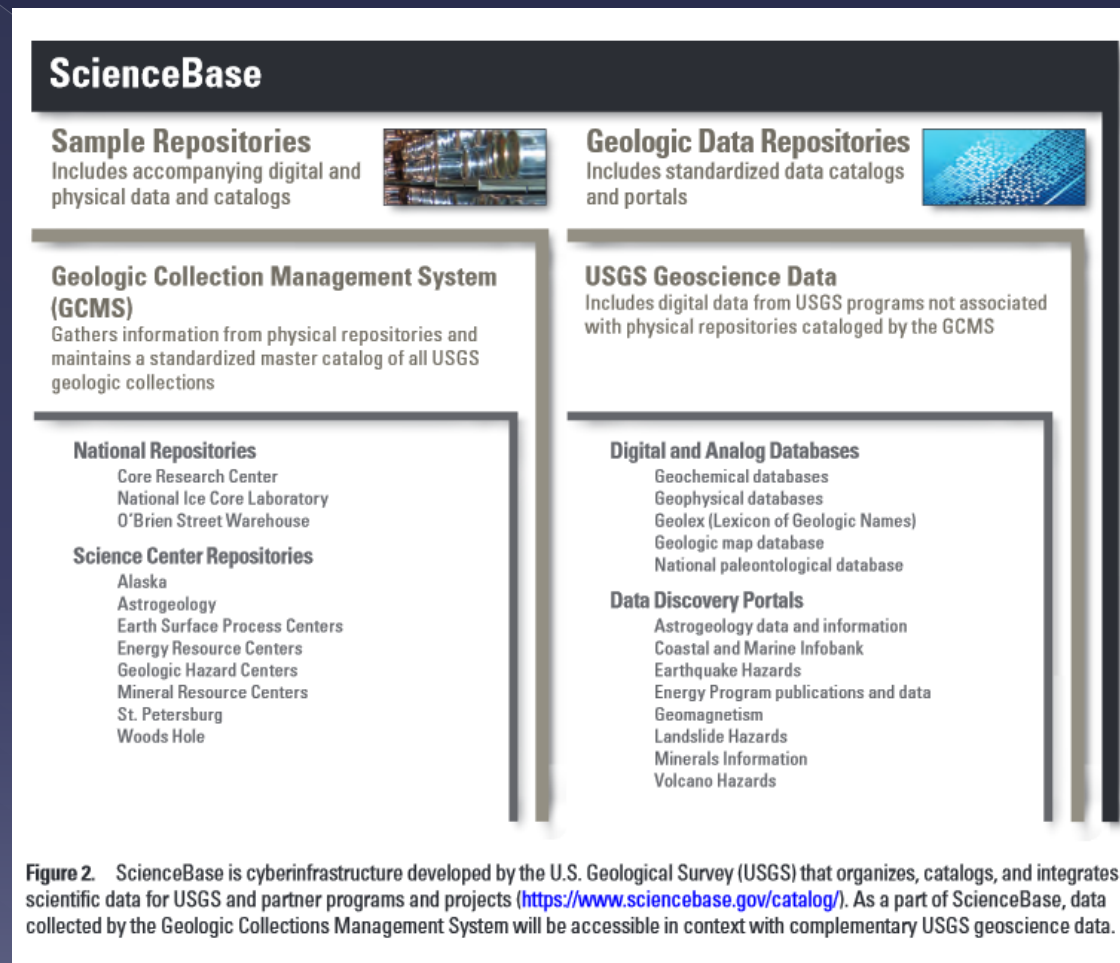 ScienceBase
Sample Repositories
Includes accompanying digital and
physical data and catalogs
Geologic Data Repositories
Includes standardized data catalogs
and portals
Geologic Collection Management System
(GCMS)
Gathers information from physical repositories and
maintains a standardized master catalog of all USGS
geologic collections
USGS Geoscience Data
Includes digital data from USGS programs not associated
with physical repositories cataloged by the GCMS
National Repositories
Core Research Center
National Ice Core Laboratory
O'Brien Street Warehouse
Science Center Repositories
Alaska
Astrogeology
Earth Surface Process Centers
Energy Resource Centers
Geologic Hazard Centers
Mineral Resource Centers
St. Petersburg
Woods Hole
Digital and Analog Databases
Geochemical databases
Geophysical databases
Geolex (Lexicon of Geologic Names)
Geologic map database
National paleontological database
Data Discovery Portals
Astrogeology data and information
Coastal and Marine Infobank
Earthquake Hazards
Energy Program publications and data
Geomagnetism
Landslide Hazards
Minerals Information
Volcano Hazards
Figure 2. ScienceBase is cyberinfrastructure developed by the U.S. Geological Survey (USGS) that organizes, catalogs, and integrates
scientific data for USGS and partner programs and projects (https://www.sciencebase.gov/catalog/). As a part of ScienceBase, data
collected by the Geologic Collections Management System will be accessible in context with complementary USGS geoscience data.